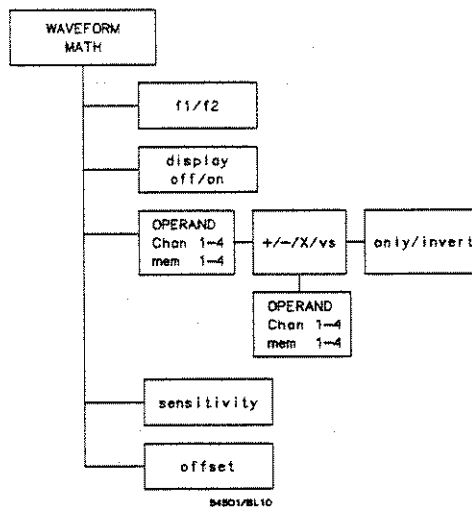 WAVEFORM
MATH
f1/f2
display
off/on
OPERAND
Chan 1–4
mem 1–4
+/–/X/vs
only/invert
OPERAND
Chan 1–4
mem 1–4
sensitivity
offset
54501/BL10